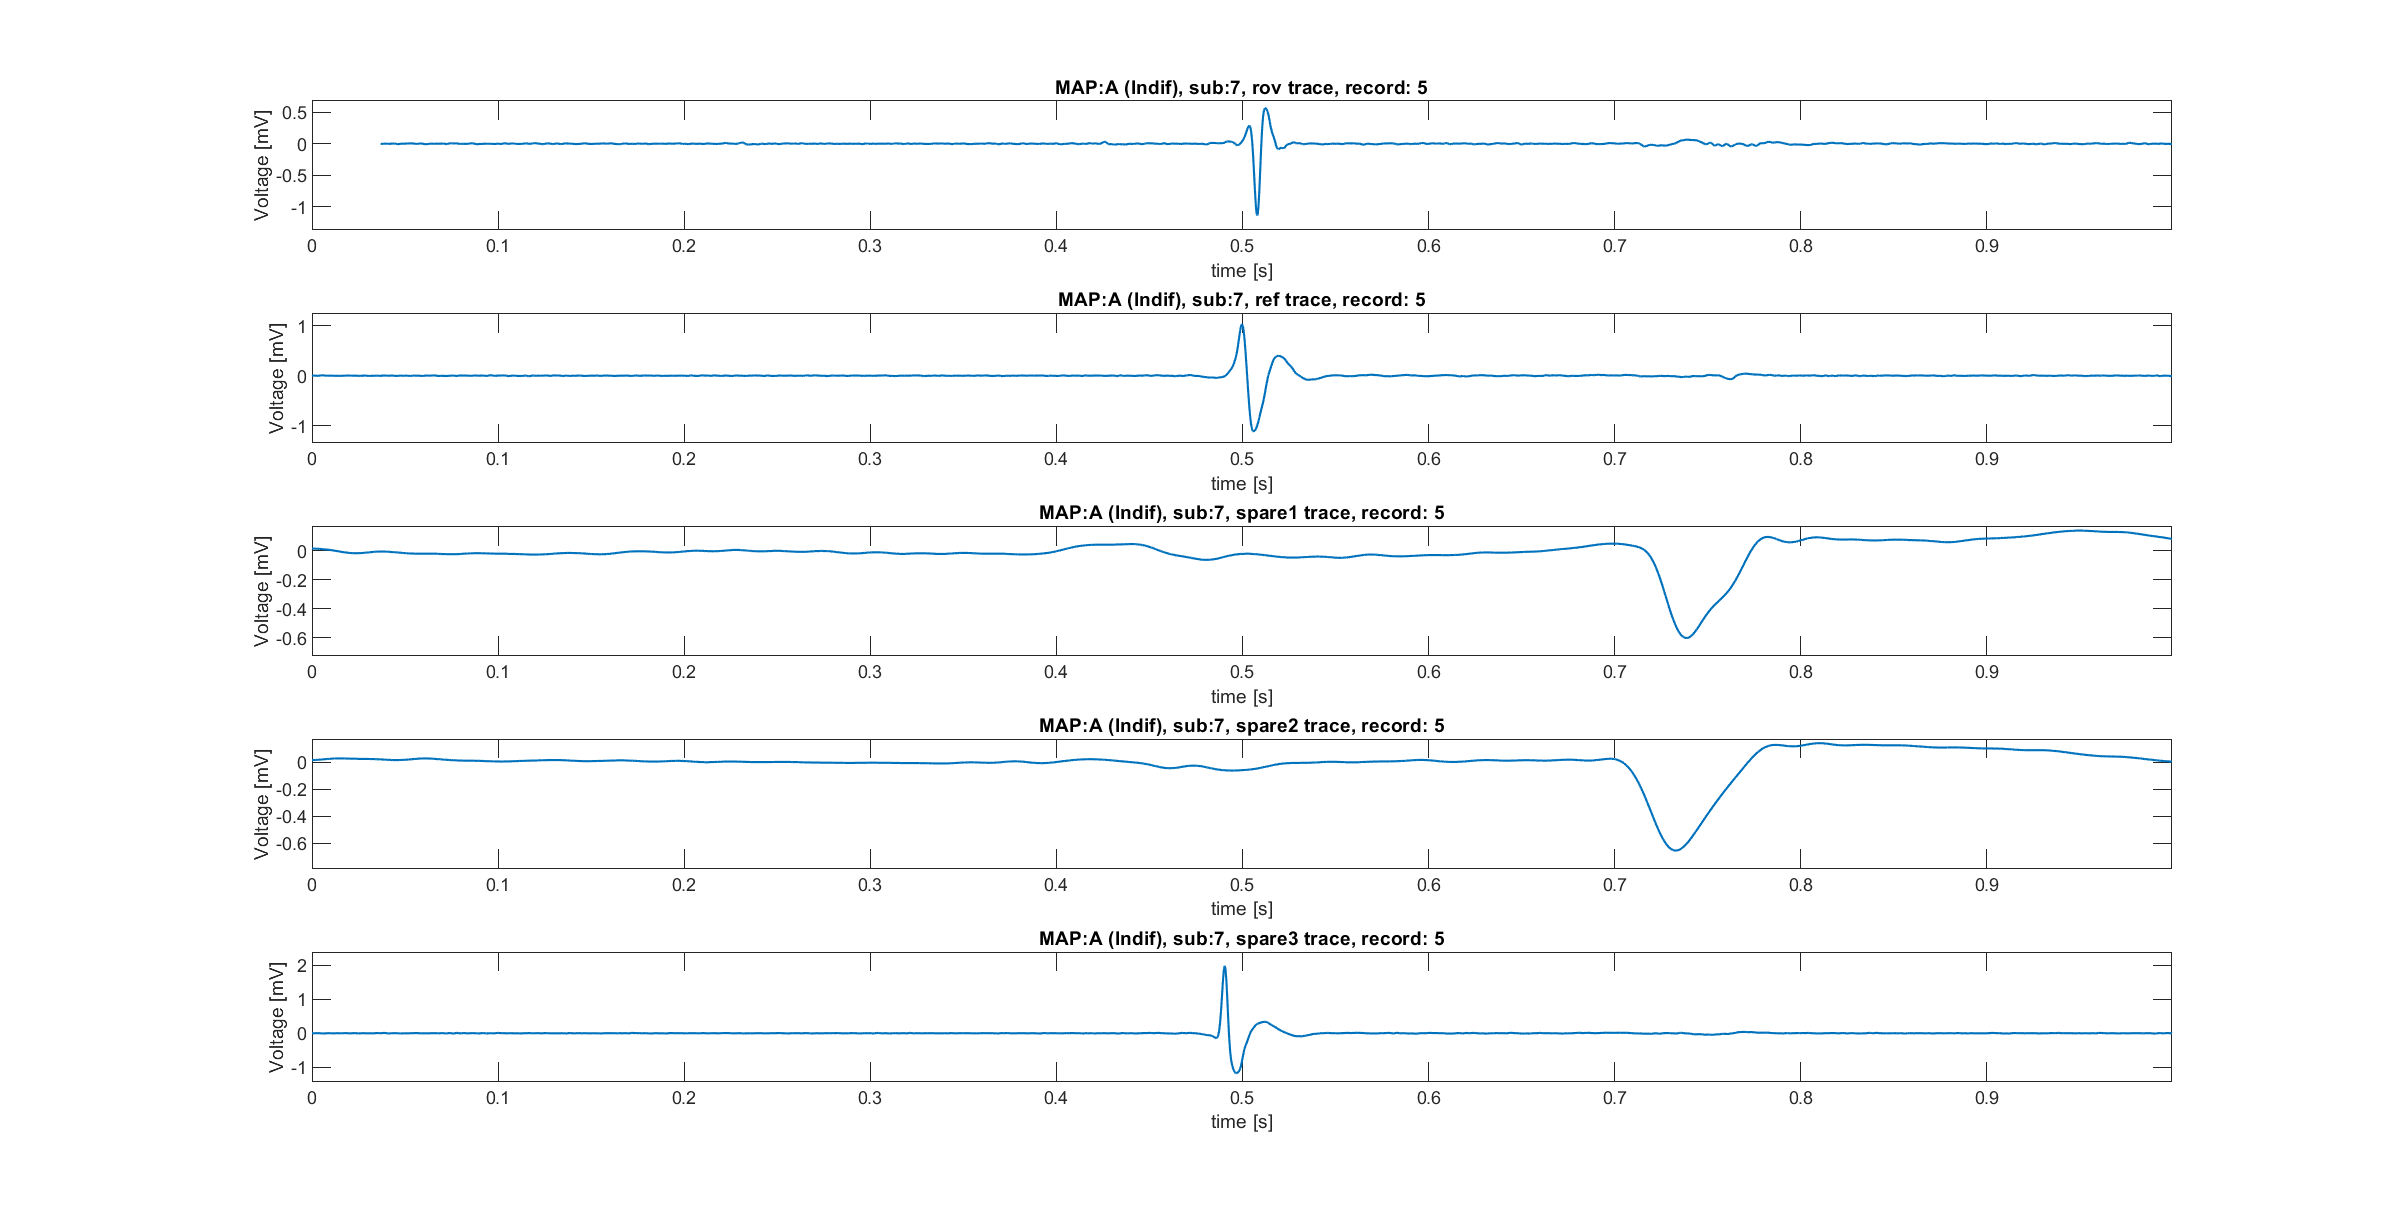 MAP:A (Indif), sub:7, rov trace, record: 5
Voltage [mV]
0.5
0
-0.5
-1
0 0.1 0.2 0.3 0.4 0.5 0.6 0.7 0.8 0.9
time [s]
MAP:A (Indif), sub:7, ref trace, record: 5
Voltage [mV]
1
0
-1
0 0.1 0.2 0.3 0.4 0.5 0.6 0.7 0.8 0.9
time [s]
MAP:A (Indif), sub:7, spare1 trace, record: 5
Voltage [mV]
0
-0.2
-0.4
-0.6
0 0.1 0.2 0.3 0.4 0.5 0.6 0.7 0.8 0.9
time [s]
MAP:A (Indif), sub:7, spare2 trace, record: 5
Voltage [mV]
0
-0.2
-0.4
-0.6
0 0.1 0.2 0.3 0.4 0.5 0.6 0.7 0.8 0.9
time [s]
MAP:A (Indif), sub:7, spare3 trace, record: 5
Voltage [mV]
2
1
0
-1
0 0.1 0.2 0.3 0.4 0.5 0.6 0.7 0.8 0.9
time [s]